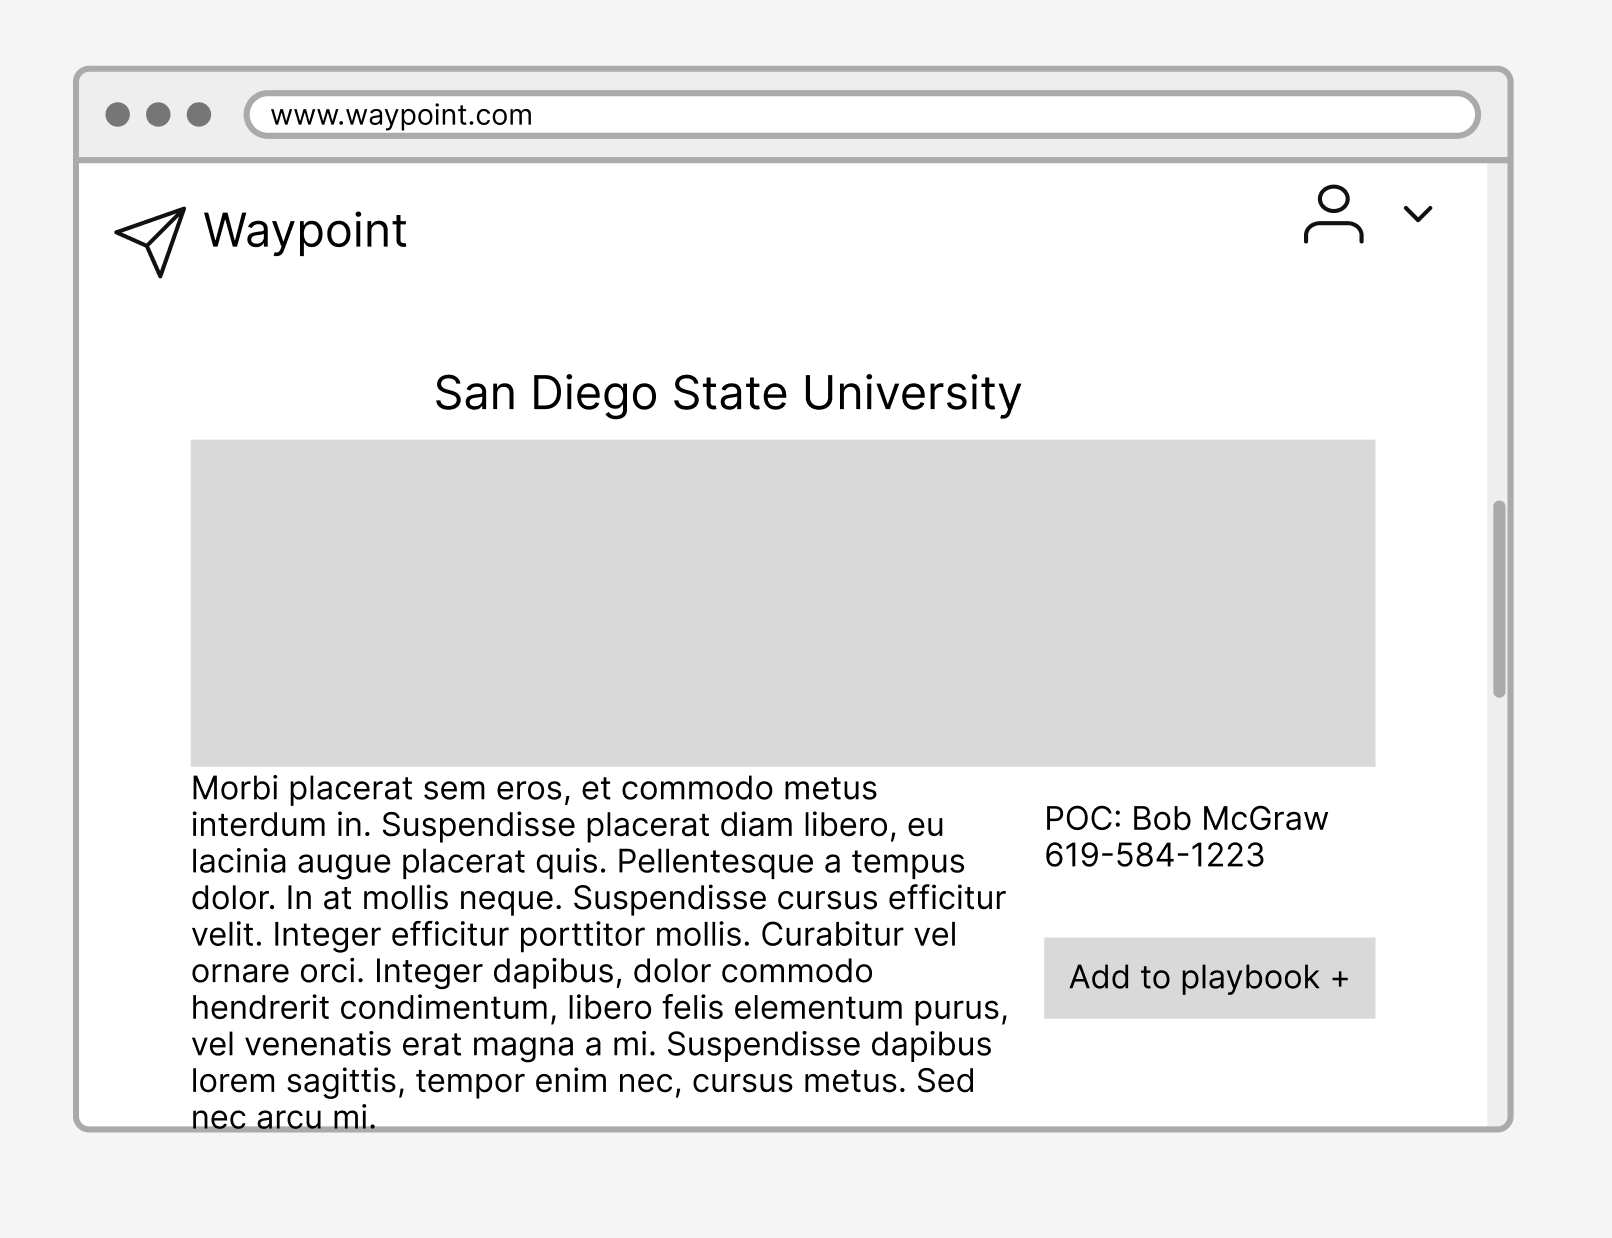 www.waypoint.com
Waypoint
San Diego State University
Morbi placerat sem eros, et commodo metus
interdum in. Suspendisse placerat diam libero, eu
lacinia augue placerat quis. Pellentesque a tempus
dolor. In at mollis neque. Suspendisse cursus efficitur
velit. Integer efficitur porttitor mollis. Curabitur vel
ornare orci. Integer dapibus, dolor commodo
hendrerit condimentum, libero felis elementum purus,
vel venenatis erat magna a mi. Suspendisse dapibus
lorem sagittis, tempor enim nec, cursus metus. Sed
nec arcu mi.
POC: Bob McGraw
619-584-1223
Add to playbook +